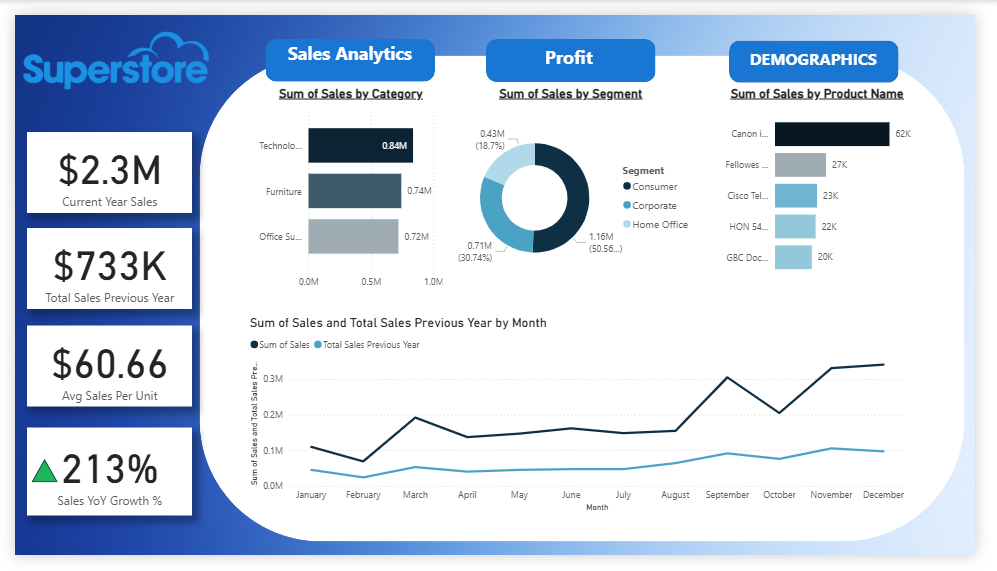 Superstore
Sales Analytics
Profit
DEMOGRAPHICS
$2.3M
Current Year Sales
$733K
Total Sales Previous Year
$60.66
Avg Sales Per Unit
213%
Sales YoY Growth %
Sum of Sales by Category
Technolo...
0.84M
Furniture
0.74M
Office Su...
0.72M
0.0M 0.5M 1.0M
Sum of Sales by Segment
0.43M
(18.7%)
0.71M
(30.74%)
1.16M
(50.56...)
Segment
Consumer
Corporate
Home Office
Sum of Sales by Product Name
Canon i...
62K
Fellowes ...
27K
Cisco Tel...
23K
HON 54...
22K
GBC Doc...
20K
Sum of Sales and Total Sales Previous Year by Month
Sum of Sales Total Sales Previous Year
Sum of Sales and Total Sales Pre...
0.3M
0.2M
0.1M
0.0M
January February March April May June July August September October November December
Month